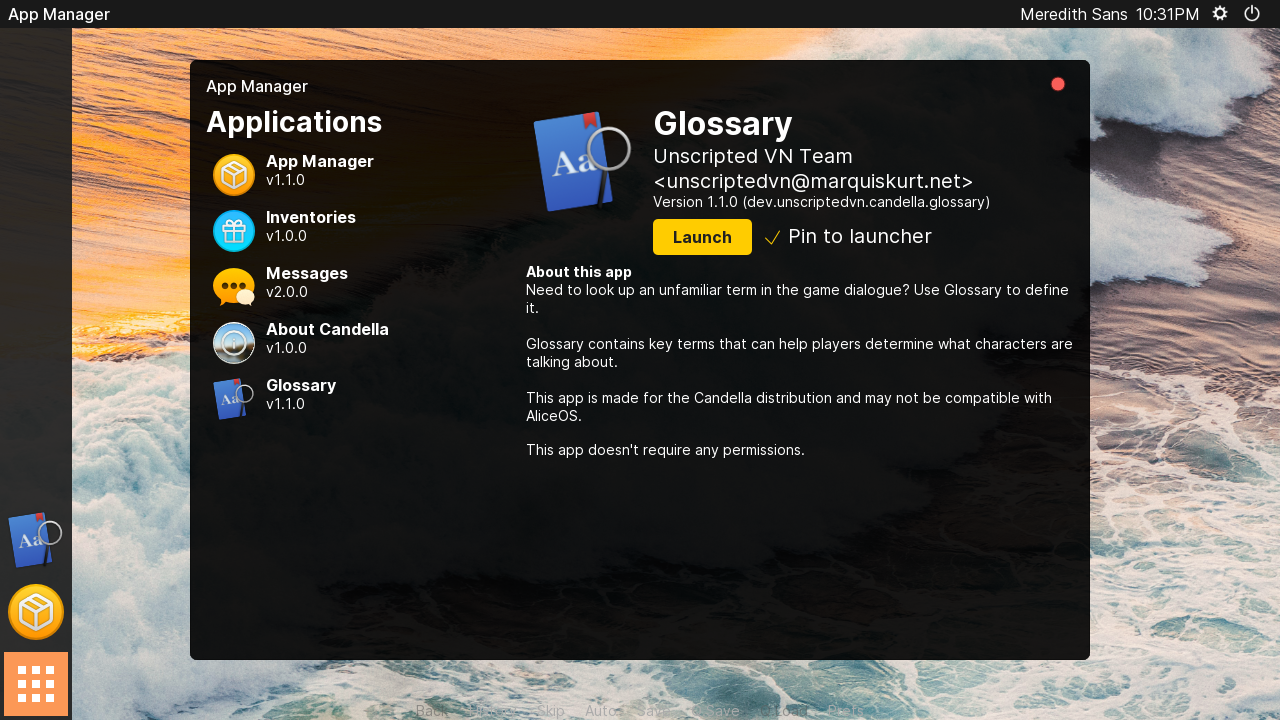 App Manager
Meredith Sans 10:31PM
App Manager
Applications
App Manager
v1.1.0
Inventories
v1.0.0
Messages
v2.0.0
About Candella
v1.0.0
Glossary
v1.1.0
Aa
Glossary
Unscripted VN Team
<unscriptedvn@marquiskurt.net>
Version 1.1.0 (dev.unscriptedvn.candella.glossary)
Launch
Pin to launcher
About this app
Need to look up an unfamiliar term in the game dialogue? Use Glossary to define
it.
Glossary contains key terms that can help players determine what characters are
talking about.
This app is made for the Candella distribution and may not be compatible with
AliceOS.
This app doesn't require any permissions.
Aa
Back Skip Auto Save